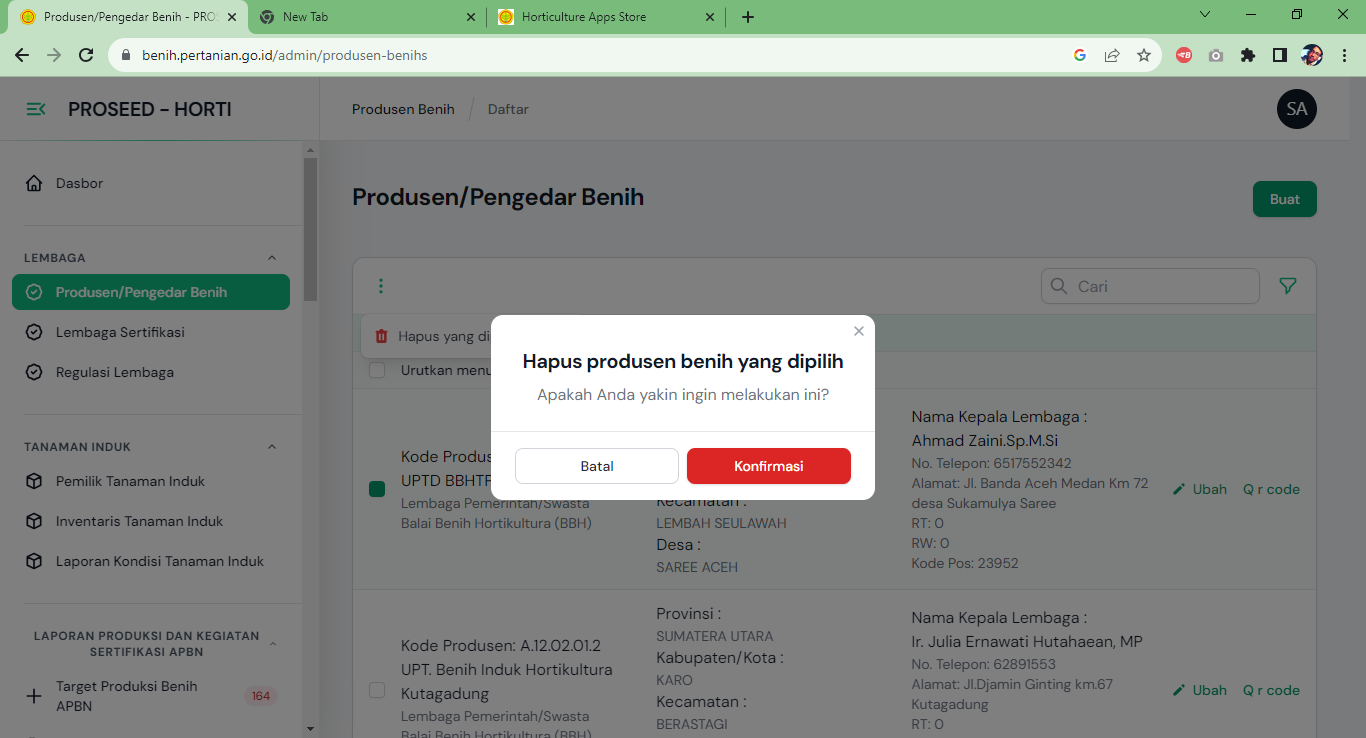 Produsen/Pengedar Benih - PRO
New Tab
Horticulture Apps Store
benih.pertanian.go.id/admin/produsen-benihs
PROSEED - HORTI
Produsen Benih / Daftar
SA
Dasbor
LEMBAGA
Produsen/Pengedar Benih
Lembaga Sertifikasi
Regulasi Lembaga
TANAMAN INDUK
Pemilik Tanaman Induk
Inventaris Tanaman Induk
Laporan Kondisi Tanaman Induk
LAPORAN PRODUKSI DAN KEGIATAN
SERTIFIKASI APBN
Target Produksi Benih
APBN
164
Produsen/Pengedar Benih
Buat
Cari
Hapus yang di
Urutkan menu
Hapus produsen benih yang dipilih
Apakah Anda yakin ingin melakukan ini?
Batal
Konfirmasi
Kode Produs
UPTD BBHTP
Lembaga Pemerintah/Swasta
Balai Benih Hortikultura (BBH)
Kecamatan :
LEMBAH SEULAWAH
Desa :
SAREE ACEH
Nama Kepala Lembaga :
Ahmad Zaini.Sp.M.Si
No. Telepon: 6517552342
Alamat: Jl. Banda Aceh Medan Km 72
desa Sukamulya Saree
RT: 0
RW: 0
Kode Pos: 23952
Ubah
Q r code
Kode Produsen: A.12.02.01.2
UPT. Benih Induk Hortikultura
Kutagadung
Lembaga Pemerintah/Swasta
Balai Benih Hortikultura (BBH)
Provinsi :
SUMATERA UTARA
Kabupaten/Kota :
KARO
Kecamatan :
BERASTAGI
Nama Kepala Lembaga :
Ir. Julia Ernawati Hutahaean, MP
No. Telepon: 62891553
Alamat: Jl.Djamin Ginting km.67
Kutagadung
RT: 0
Ubah
Q r code